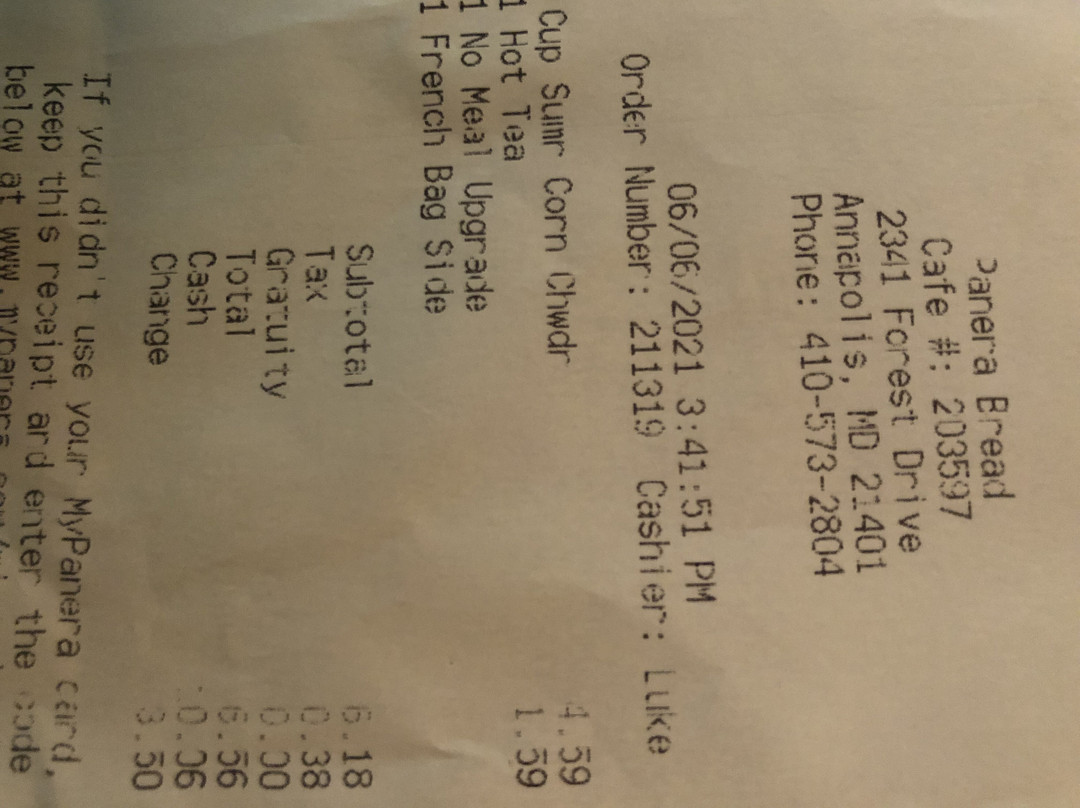 Panera Bread
Cafe #: 203597
2341 Forest Drive
Annapolis, MD 21401
Phone: 410-573-2804
06/06/2021 3:41:51 PM
Order Number: 211319 Cashier: Luke
Cup Sumr Corn Chwdr 4.59
1 Hot Tea 1.59
1 No Meal Upgrade
1 French Bag Side
Subtotal 6.18
Tax 0.38
Gratuity 0.00
Total 6.56
Cash 10.06
Change 3.50
If you didn't use your MyPanera card,
keep this receipt and enter the code
below at